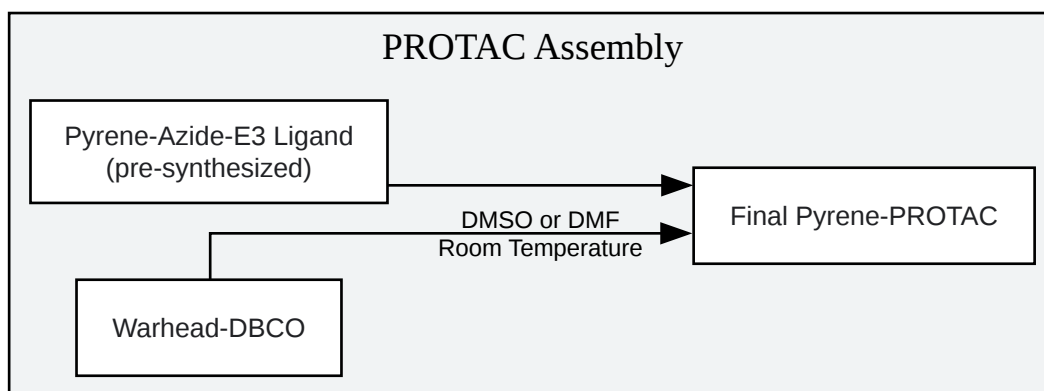 PROTAC Assembly
Pyrene-Azide-E3 Ligand
(pre-synthesized)
DMSO or DMF
Room Temperature
Final Pyrene-PROTAC
Warhead-DBCO